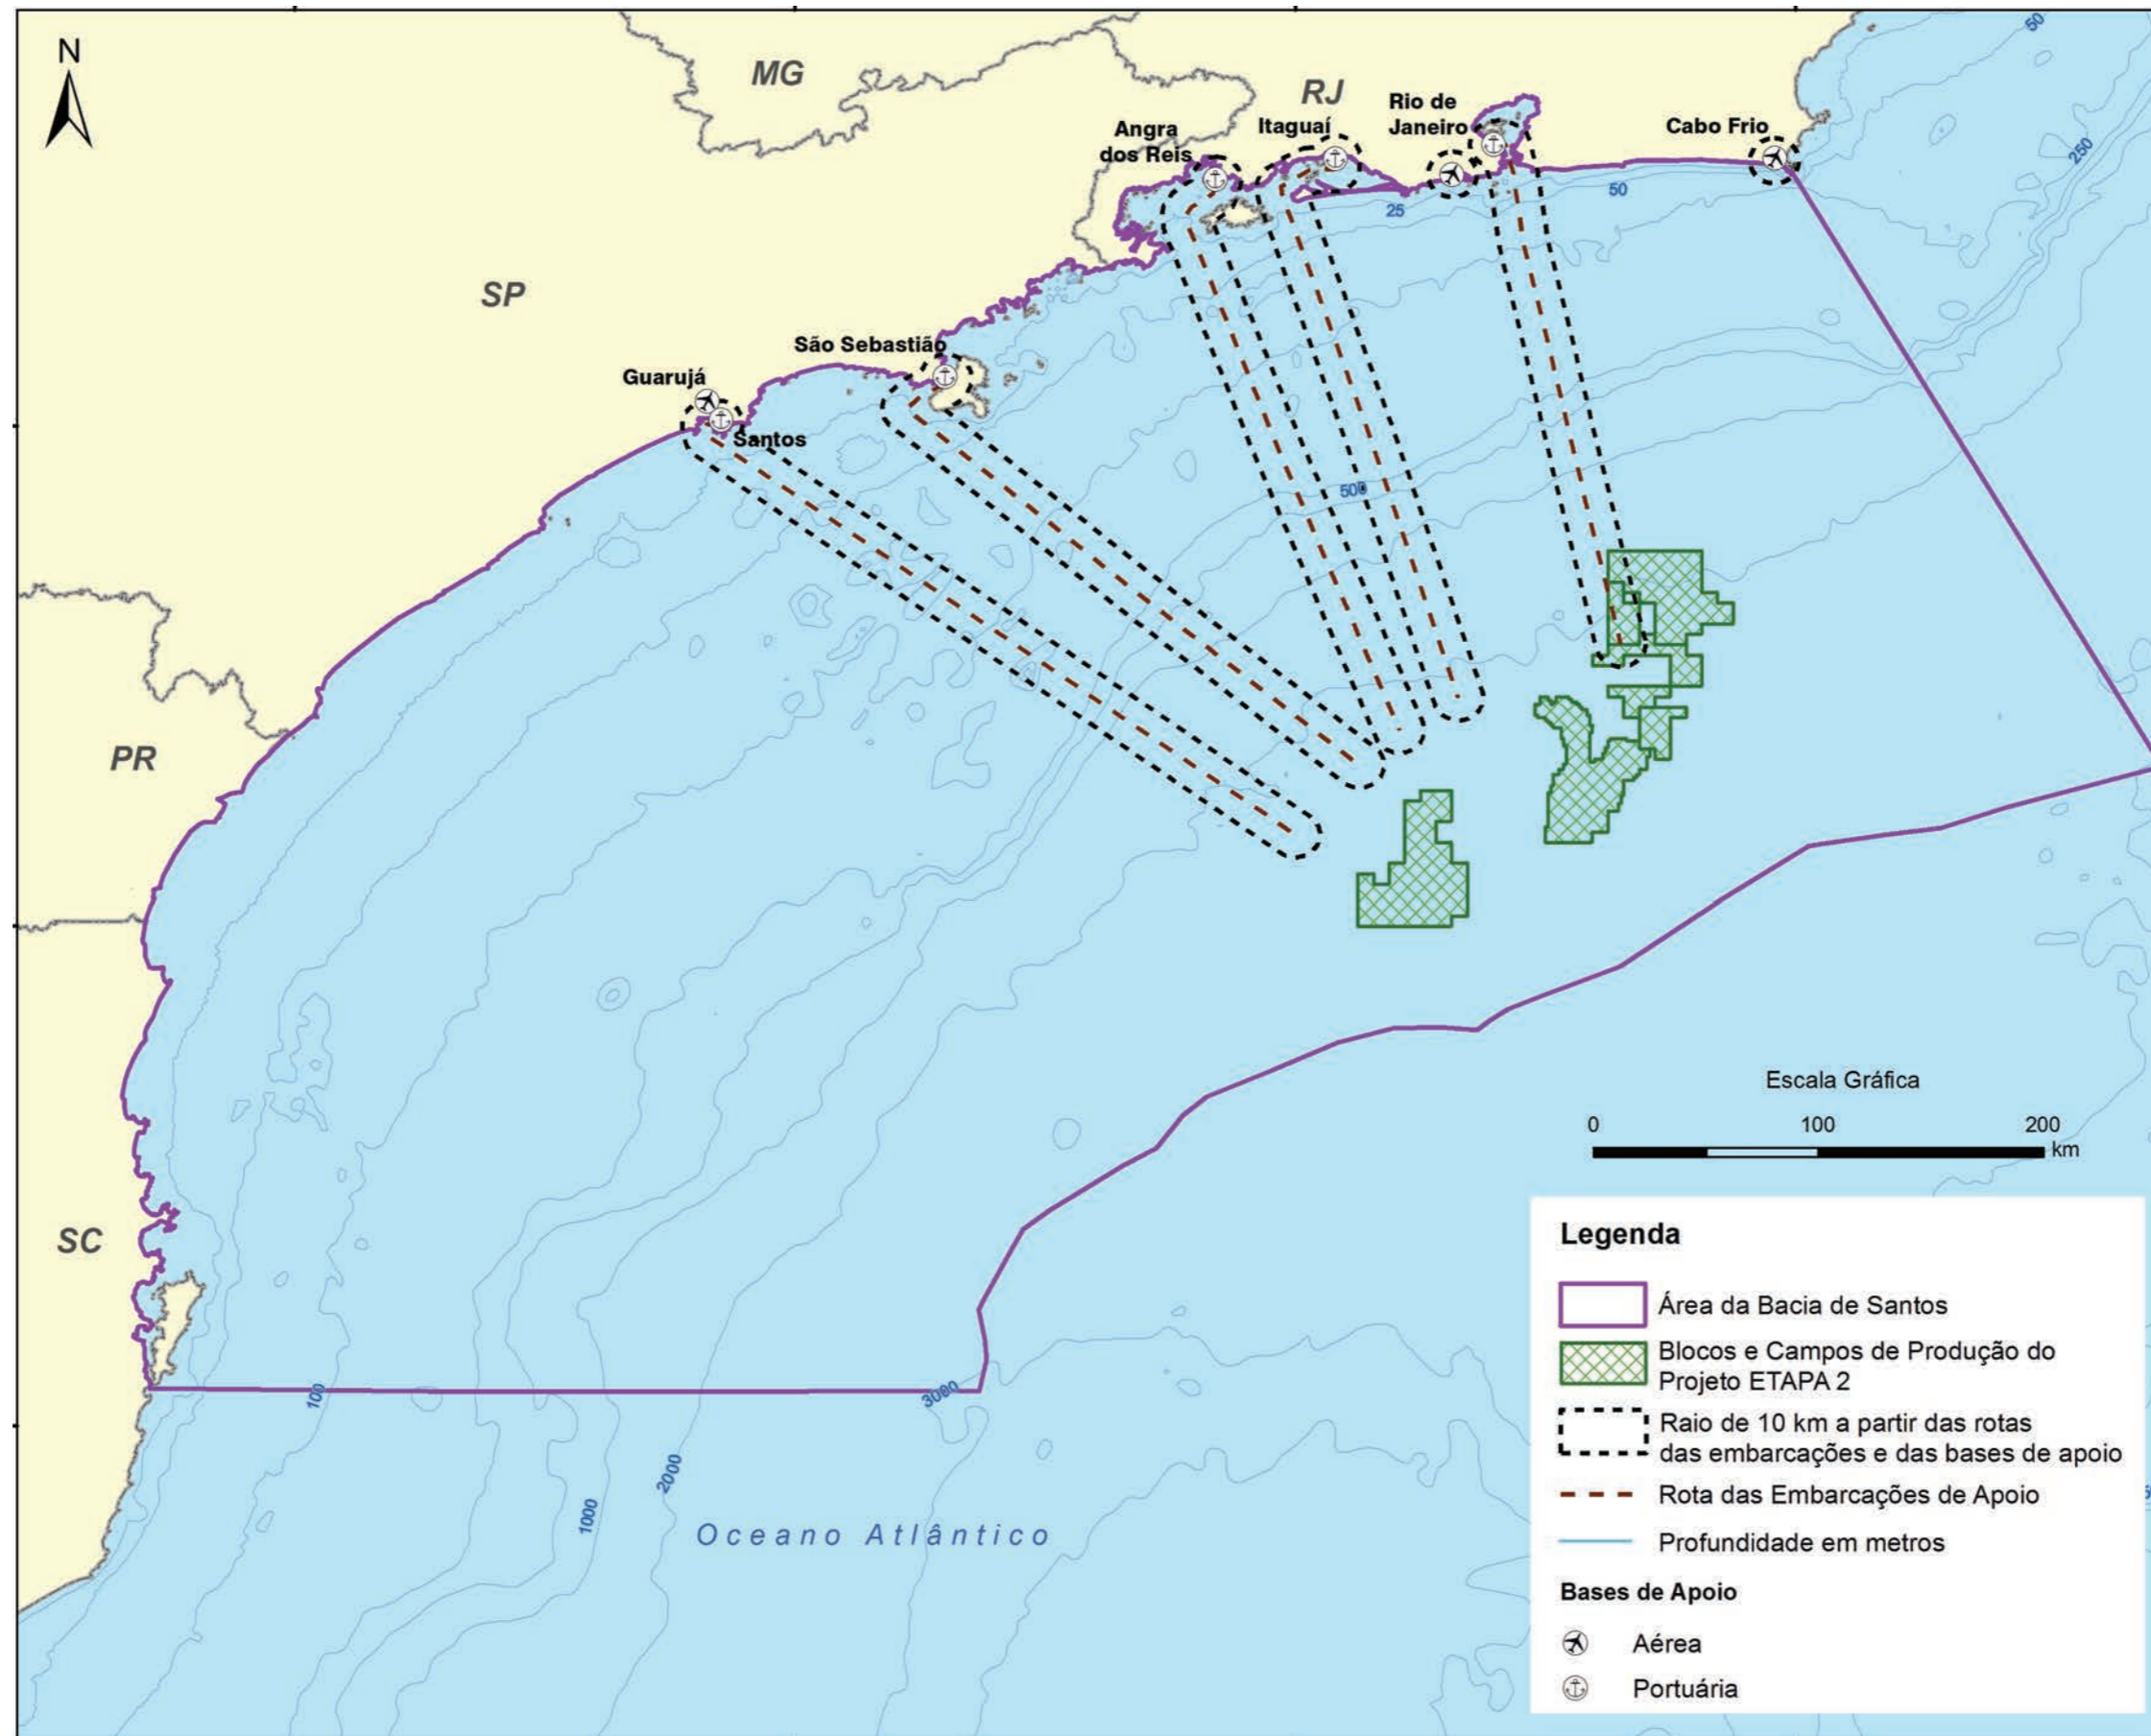 N
MG
RJ
SP
PR
SC
Angra
dos Reis
Itaguaí
Rio de
Janeiro
Cabo Frio
São Sebastião
Guarujá
Santos
50
250
50
25
500
100
3000
2000
1000
Oceano Atlântico
Escala Gráfica
0 100 200
km
Legenda
Área da Bacia de Santos
Blocos e Campos de Produção do
Projeto ETAPA 2
Raio de 10 km a partir das rotas
das embarcações e das bases de apoio
Rota das Embarcações de Apoio
Profundidade em metros
Bases de Apoio
Aérea
Portuária